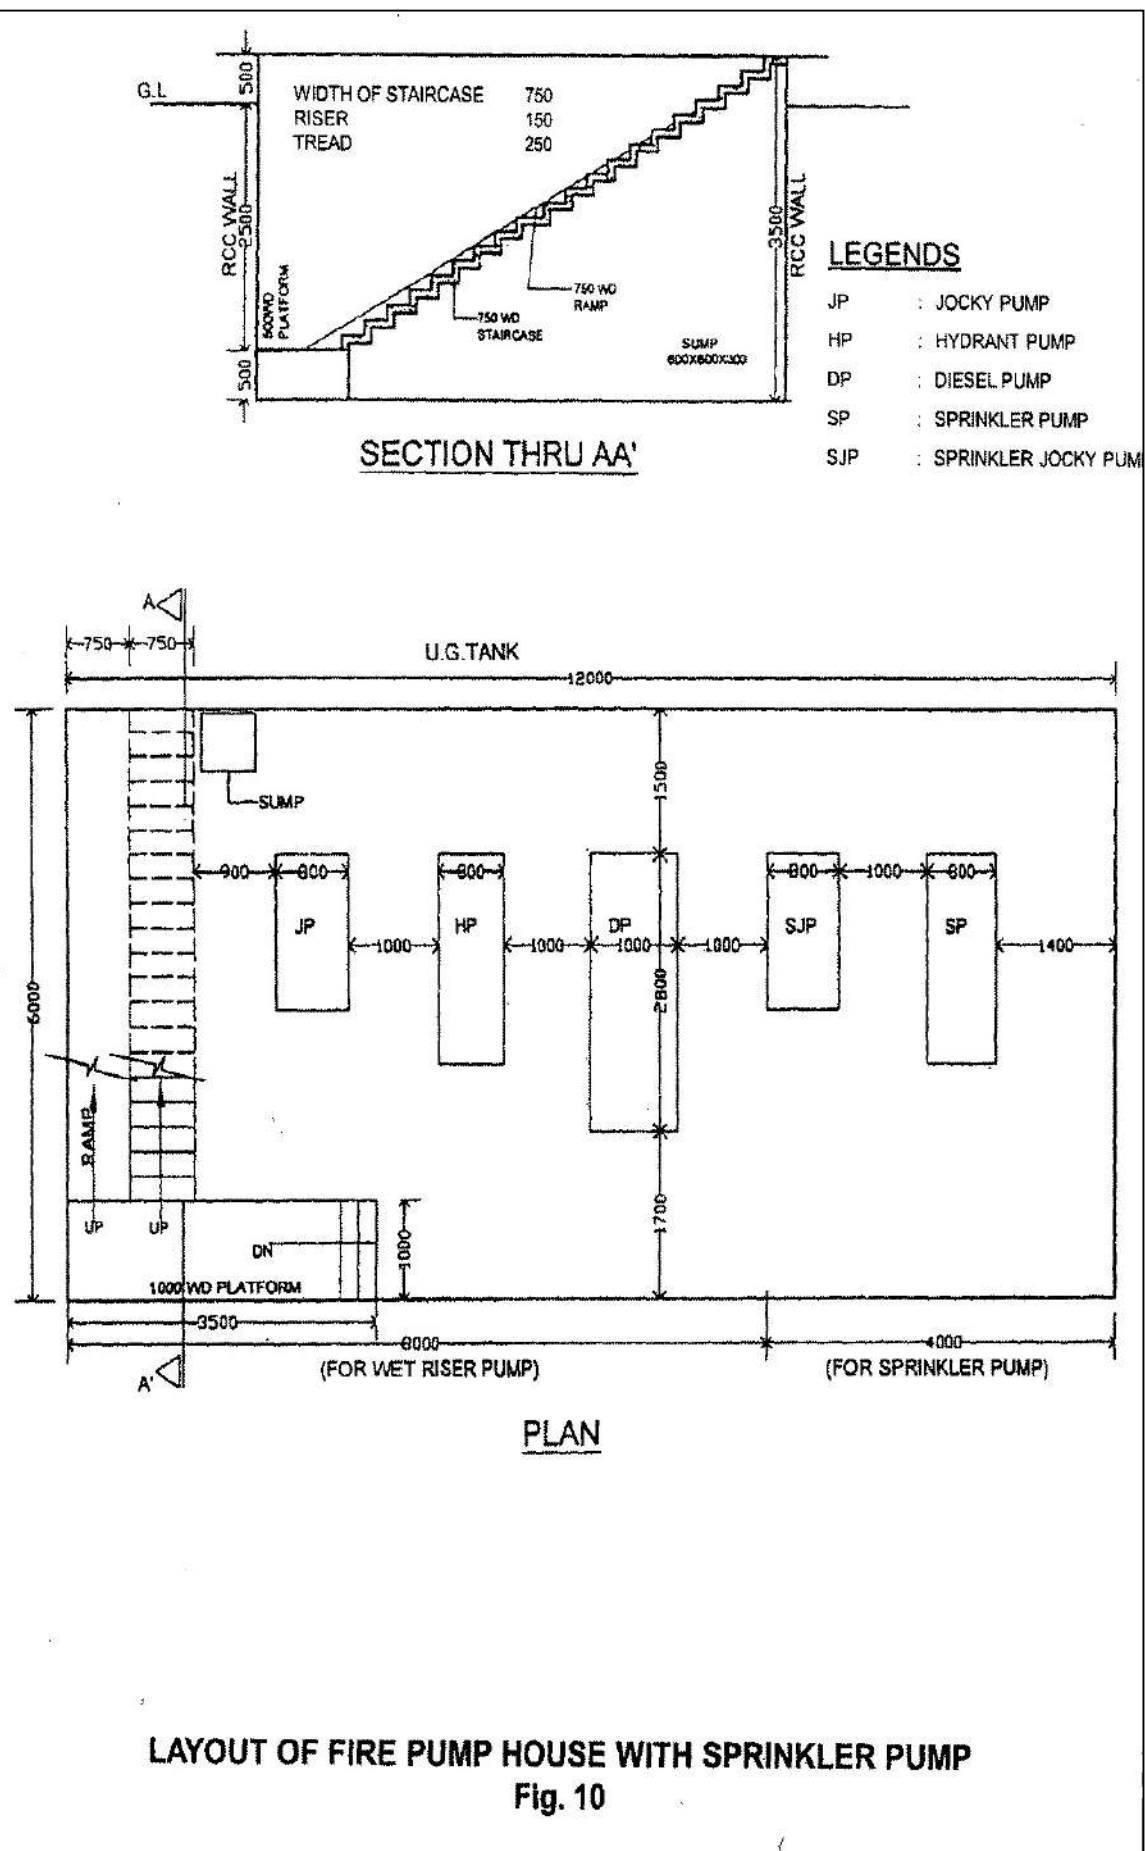 G.L
500
WIDTH OF STAIRCASE 750
RISER 150
TREAD 250
RCC WALL
2500
3500
RCC WALL
PLATFORM
750 WD
RAMP
750 WD
STAIRCASE
SUMP
600X600X300
500
SECTION THRU AA'
LEGENDS
JP : JOCKY PUMP
HP : HYDRANT PUMP
DP : DIESEL PUMP
SP : SPRINKLER PUMP
SJP : SPRINKLER JOCKY PUM
A
750 750
U.G.TANK
12000
SUMP
1500
900 800 800 800 1000 800
JP HP DP SJP SP
1000 1000 1000 1000 1400
2800
6000
RAMP
UP UP
DN
1000
1700
1000 WD PLATFORM
3500
8000 4000
(FOR WET RISER PUMP) (FOR SPRINKLER PUMP)
A'
PLAN
LAYOUT OF FIRE PUMP HOUSE WITH SPRINKLER PUMP
Fig. 10